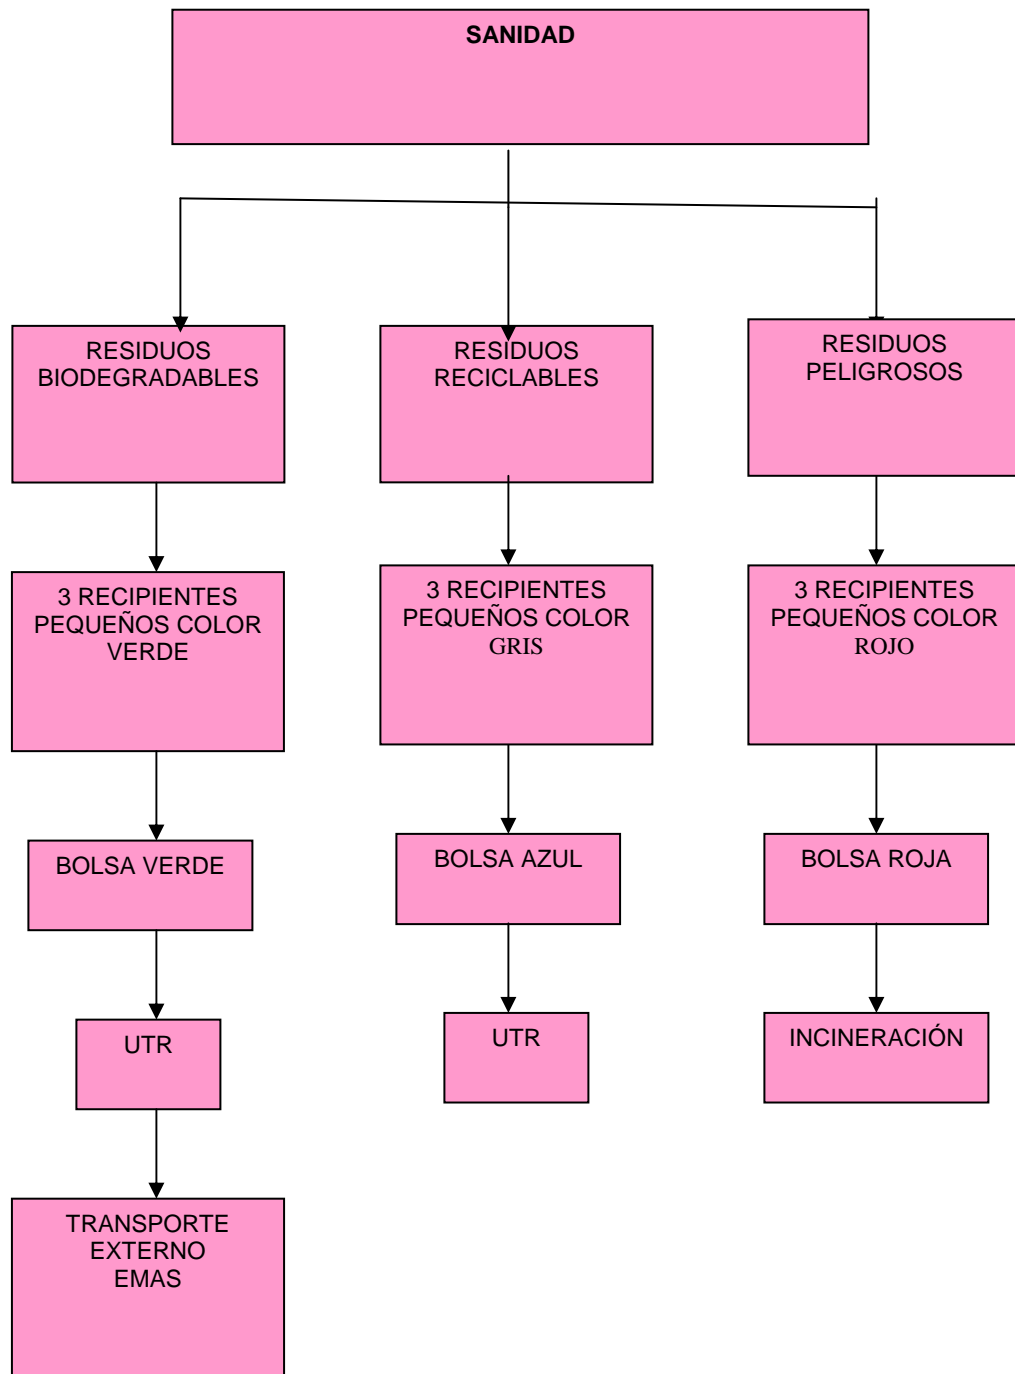 SANIDAD
RESIDUOS
BIODEGRADABLES
RESIDUOS
RECICLABLES
RESIDUOS
PELIGROSOS
3 RECIPIENTES
PEQUEÑOS COLOR
VERDE
3 RECIPIENTES
PEQUEÑOS COLOR
GRIS
3 RECIPIENTES
PEQUEÑOS COLOR
ROJO
BOLSA VERDE
BOLSA AZUL
BOLSA ROJA
UTR
UTR
INCINERACIÓN
TRANSPORTE
EXTERNO
EMAS